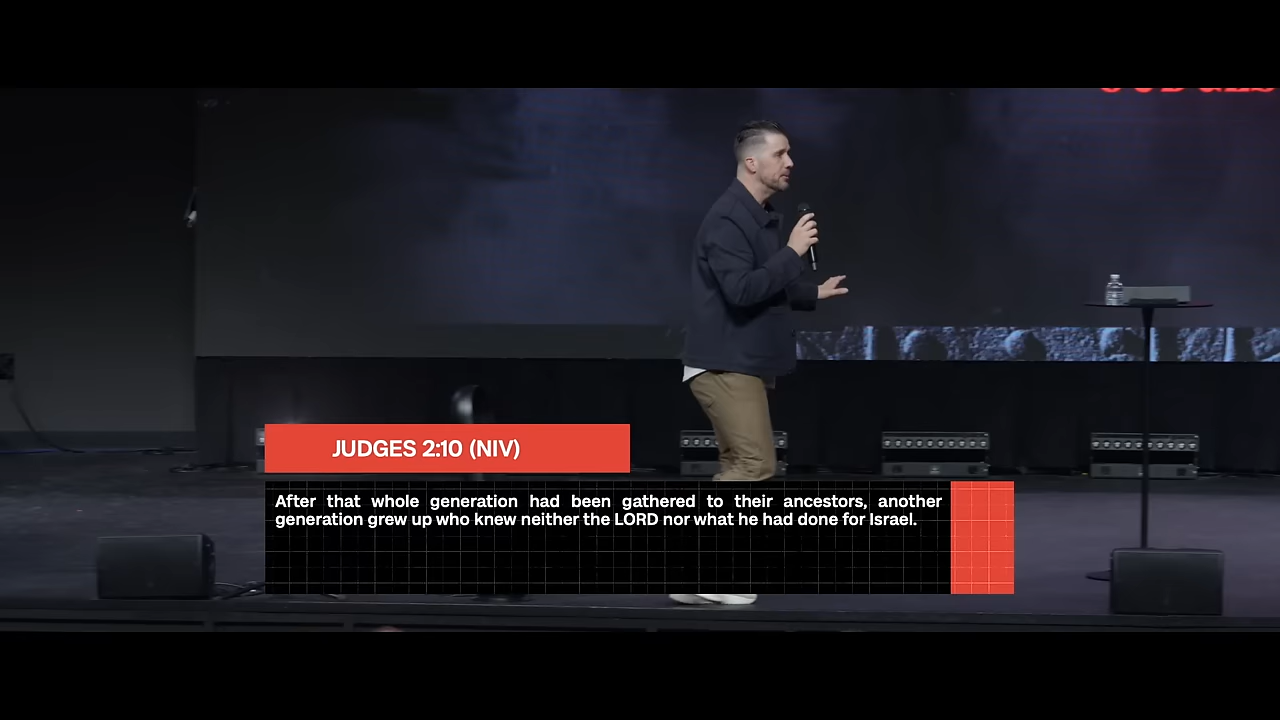 JUDGES
JUDGES 2:10 (NIV)
After that whole generation had been gathered to their ancestors, another
generation grew up who knew neither the LORD nor what he had done for Israel.